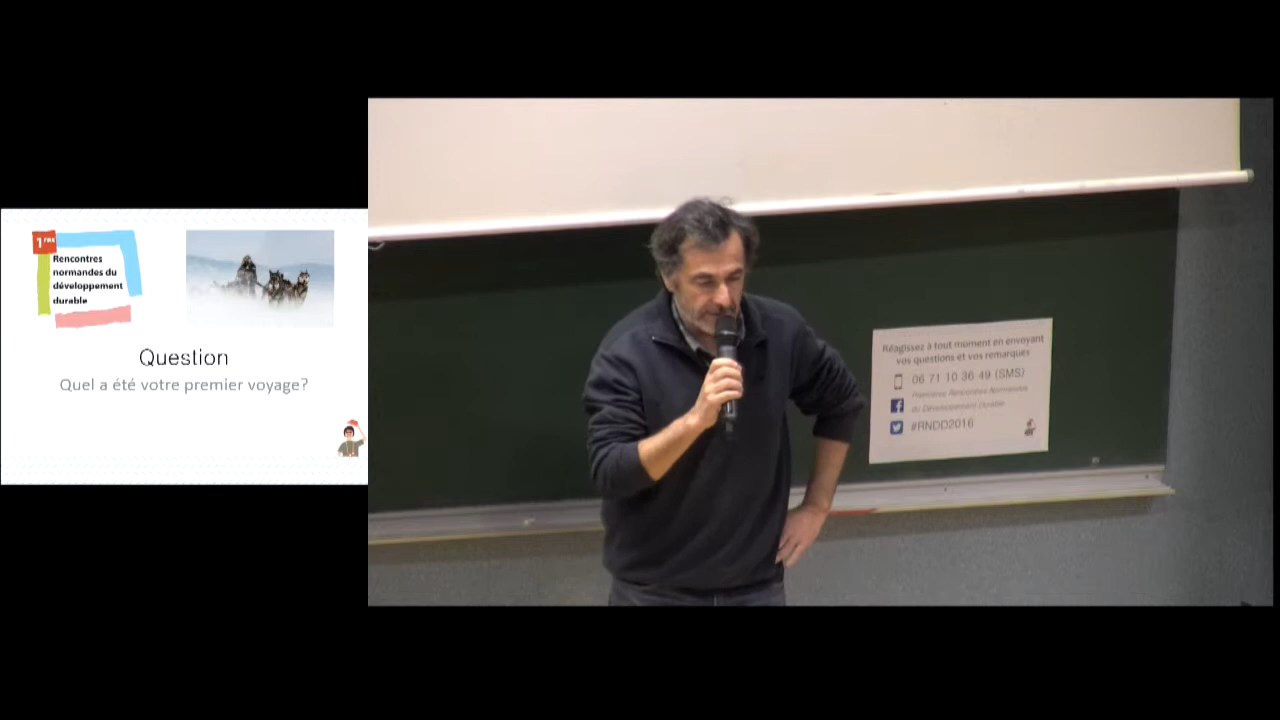 1res
Rencontres
normandes du
développement
durable
Question
Quel a été votre premier voyage?
Réagissez à tout moment en envoyant
vos questions et vos remarques
06 71 10 36 49 (SMS)
Premières Rencontres Normandes
du Développement Durable
#RNDD2016